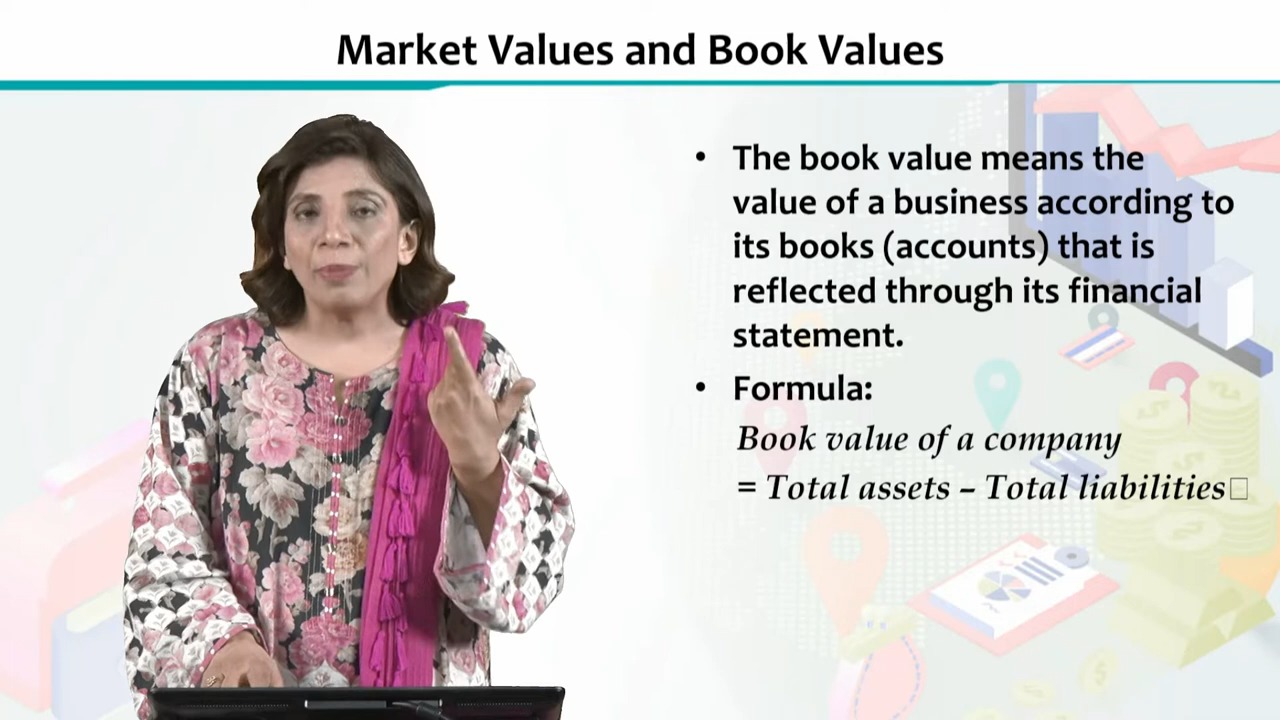 Market Values and Book Values
• The book value means the
value of a business according to
its books (accounts) that is
reflected through its financial
statement.
• Formula:
Book value of a company
= Total assets – Total liabilities□